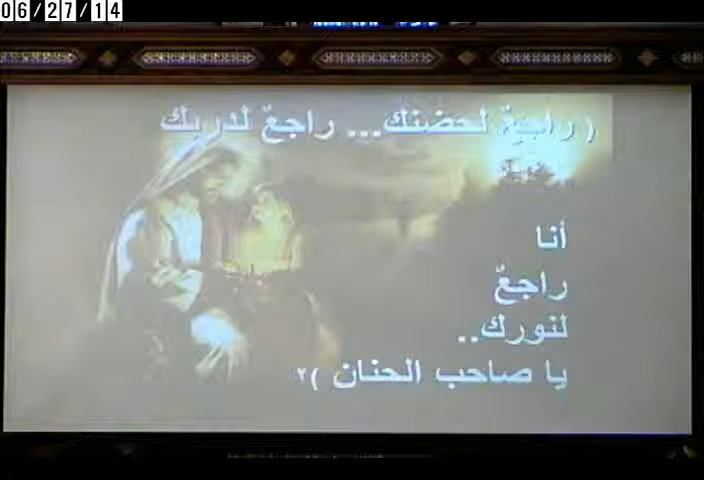 06/27/14
( راجعٌ لحضنك... راجعٌ لدربك
أنا
راجعٌ
لنورك..
يا صاحب الحنان )٢